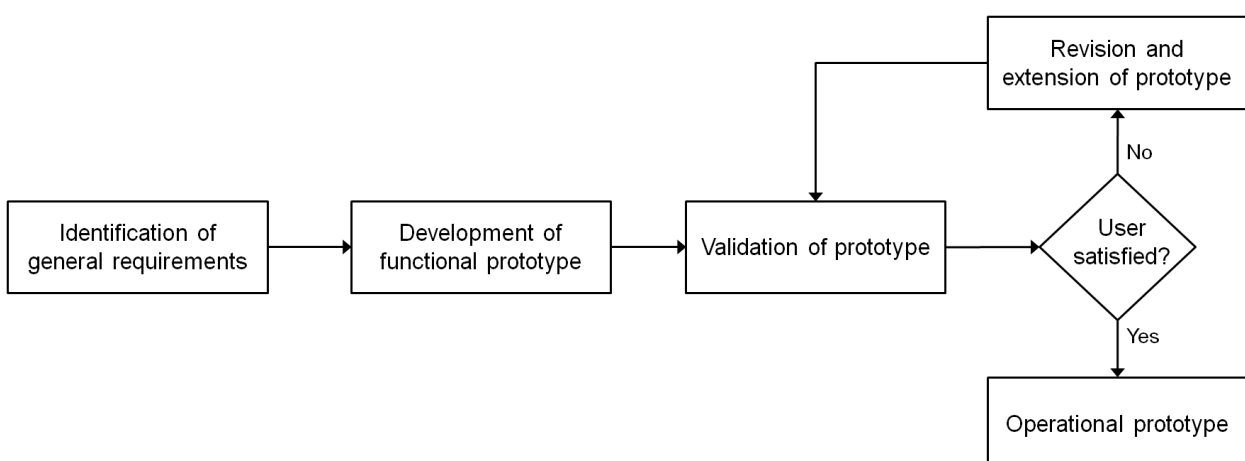 Identification of
general requirements
Development of
functional prototype
Validation of prototype
User
satisfied?
No
Revision and
extension of prototype
Yes
Operational prototype